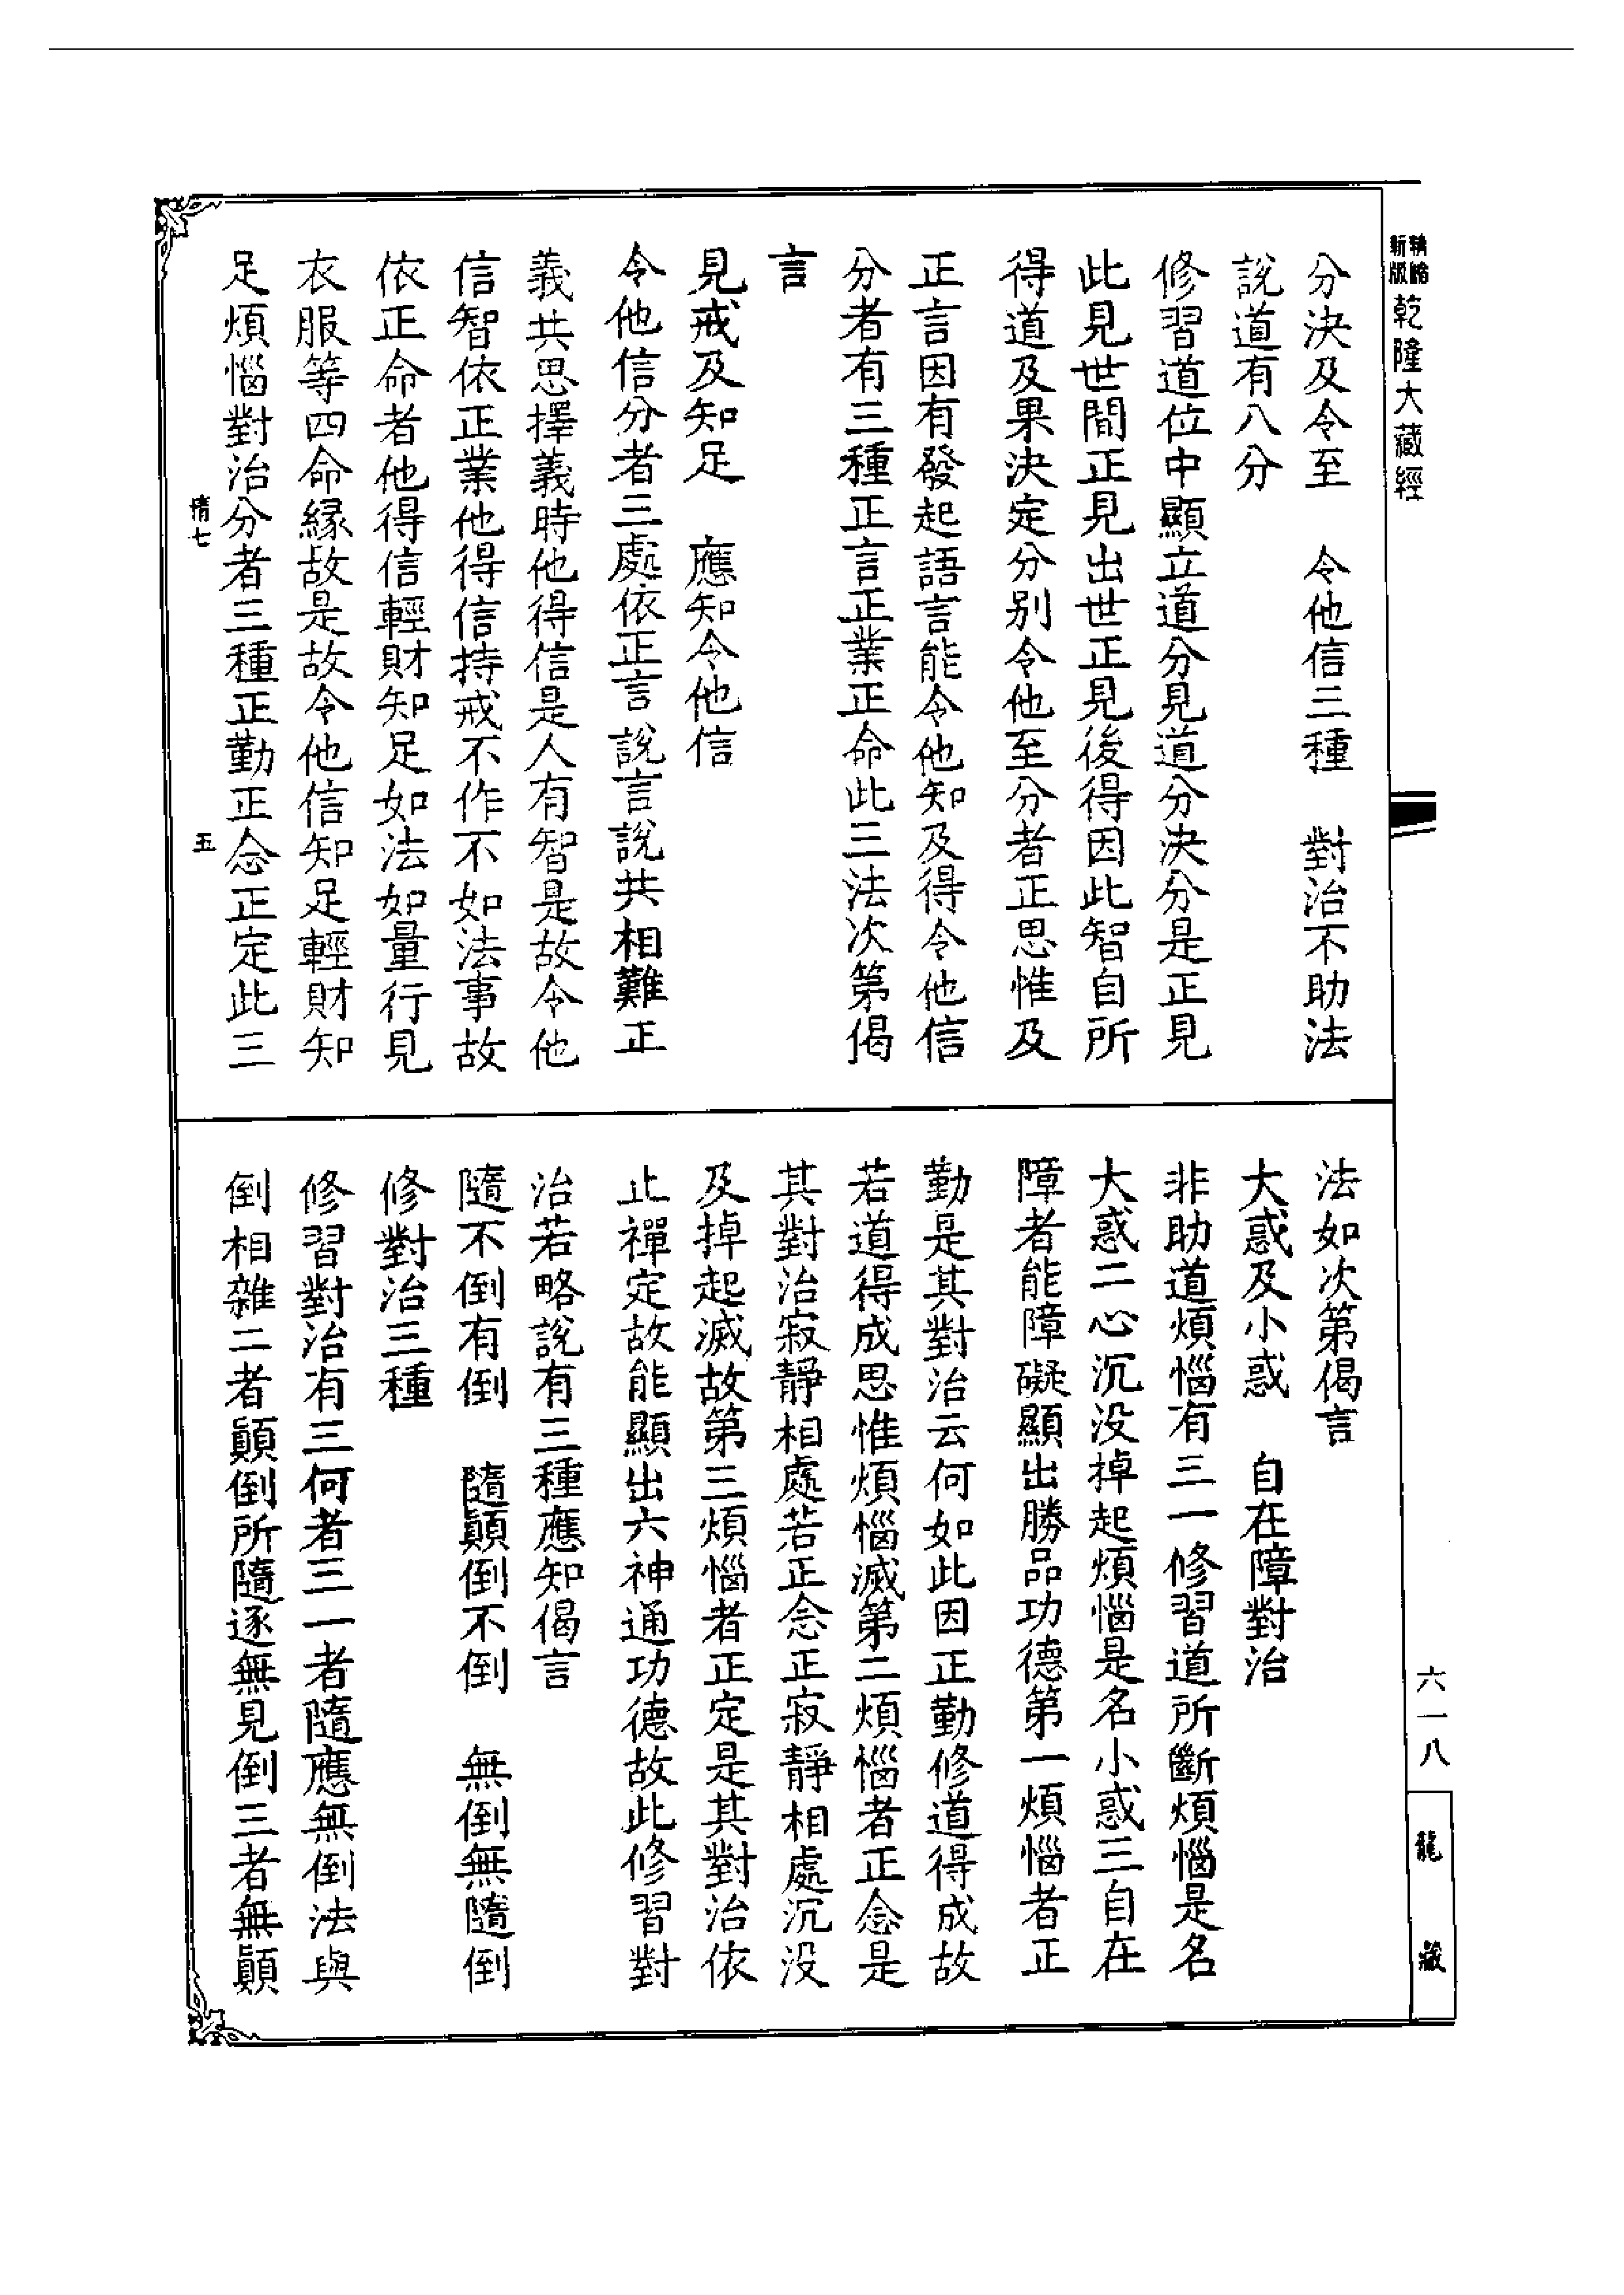 新版
精縮
乾隆大藏經
分決及令至　令他信三種　對治不助法
說道有八分
修習道位中顯立道分見道分決分是正見
此見世間正見出世正見後得因此智自所
得道及果決定分别令他至分者正思惟及
正言因有發起語言能令他知及得令他信
分者有三種正言正業正命此三法次第偈
言
見戒及知足　應知令他信
令他信分者三處依正言說言說共相難正
義共思擇義時他得信是人有智是故令他
信智依正業他得信持戒不作不如法事故
依正命者他得信輕財知足如法如量行見
衣服等四命緣故是故令他信知足輕財知
足煩惱對治分者三種正勤正念正定此三
情七
五
法如次第偈言
大惑及小惑　自在障對治
非助道煩惱有三一修習道所斷煩惱是名
大惑二心沉没掉起煩惱是名小惑三自在
障者能障礙顯出勝品功德第一煩惱者正
勤是其對治云何如此因正勤修道得成故
若道得成思惟煩惱滅第二煩惱者正念是
其對治寂靜相處若正念正寂靜相處沉没
及掉起滅故第三煩惱者正定是其對治依
止禪定故能顯出六神通功德故此修習對
治若略說有三種應知偈言
隨不倒有倒　隨顛倒不倒　無倒無隨倒
修對治三種
修習對治有三何者三一者隨應無倒法與
倒相雜二者顛倒所隨逐無見倒三者無顛
六一八
龍藏